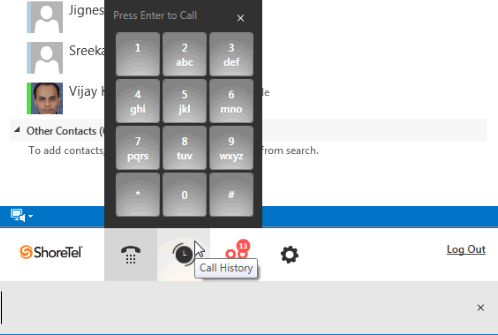 Jignes
Press Enter to Call
×
1
2
abc
3
def
Sreeka
4
ghi
5
jkl
6
mno
Vijay K
le
7
pqrs
8
tuv
9
wxyz
Other Contacts (
To add contacts, from search.
*
0
#
ShoreTel
13
Call History
Log Out
×